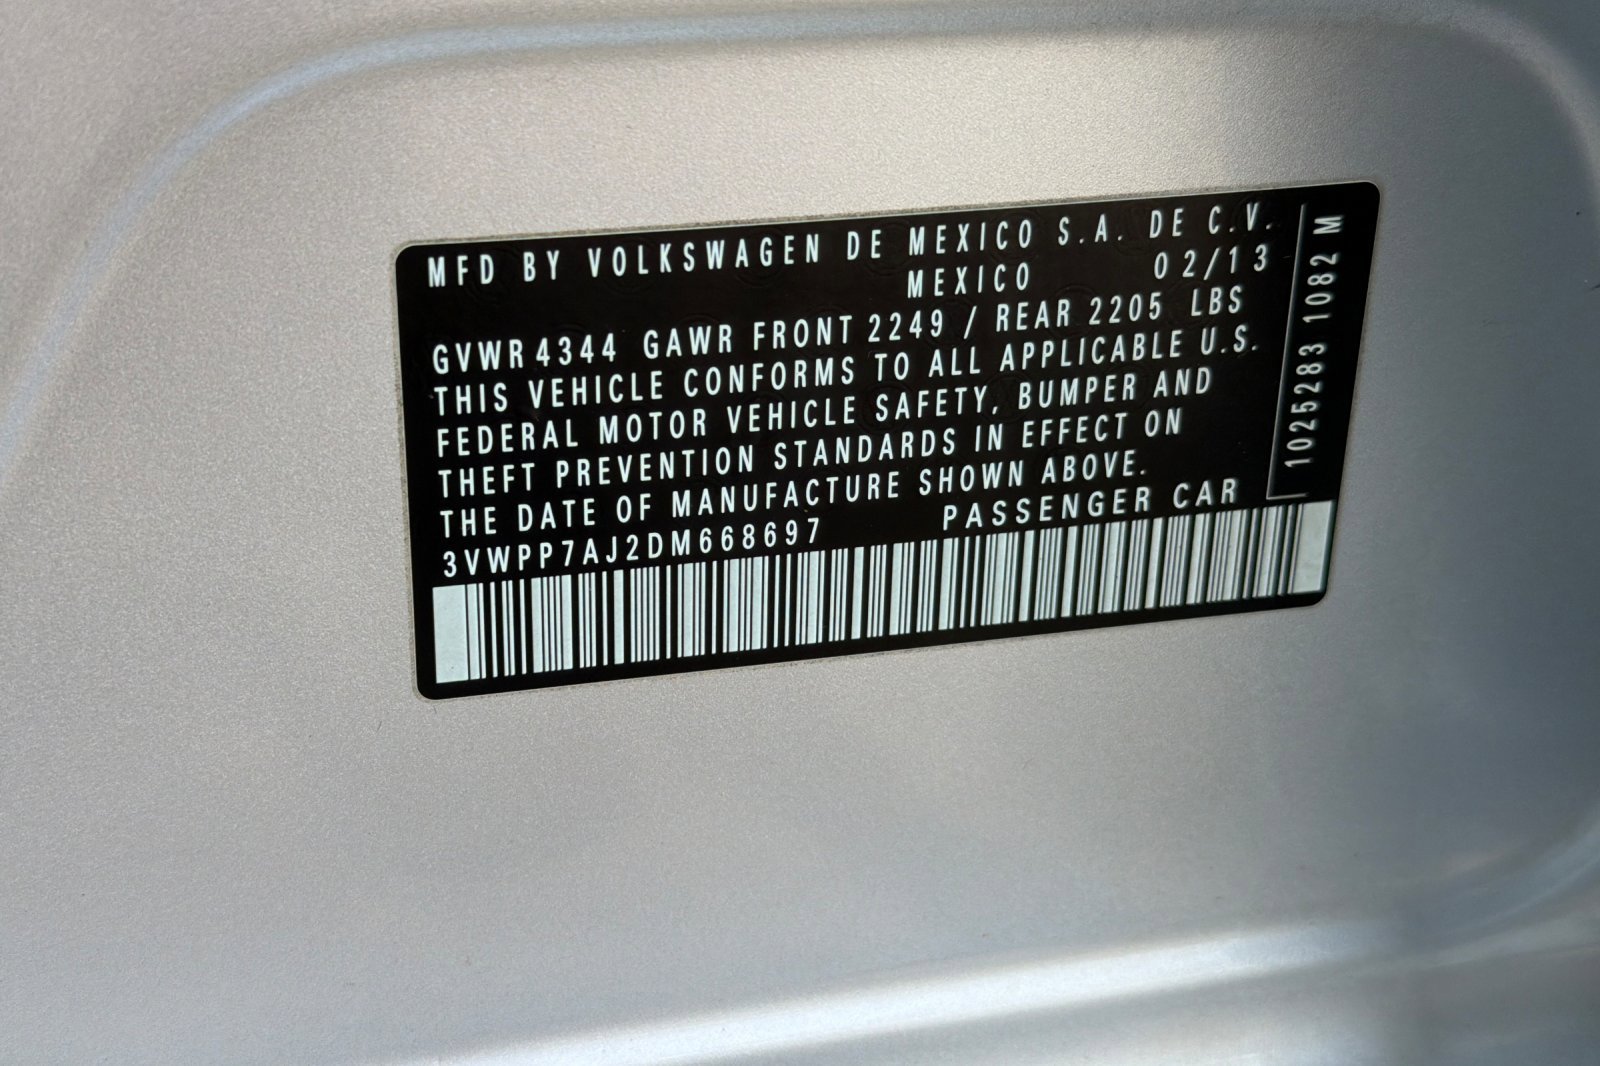 MFD BY VOLKSWAGEN DE MEXICO S.A. DE C.V.
MEXICO 02/13
GVWR 4344 GAWR FRONT 2249 / REAR 2205 LBS
THIS VEHICLE CONFORMS TO ALL APPLICABLE U.S.
FEDERAL MOTOR VEHICLE SAFETY, BUMPER AND
THEFT PREVENTION STANDARDS IN EFFECT ON
THE DATE OF MANUFACTURE SHOWN ABOVE.
3VWPP7AJ2DM668697 PASSENGER CAR
1025283 1082 M